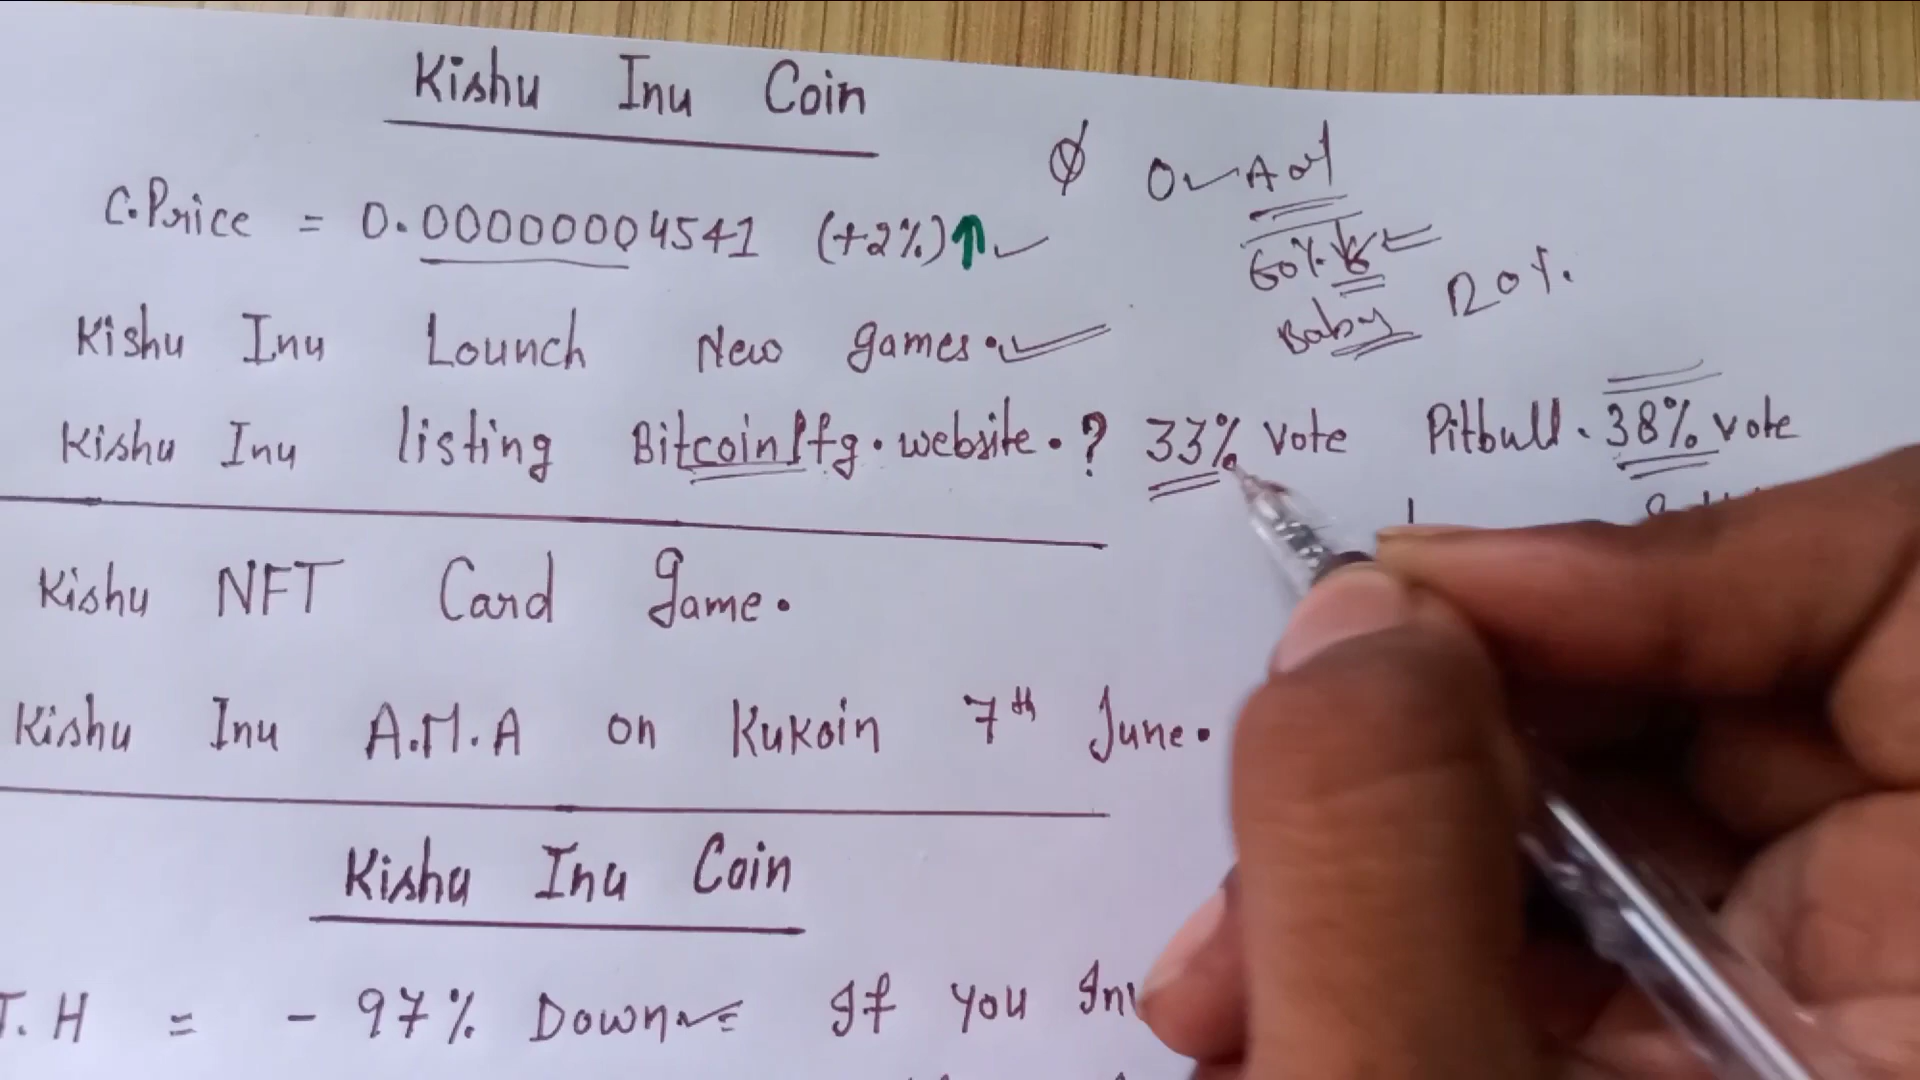 Kishu Inu Coin
C.Price = 0.00000004541 (+2%)
60%
Baby 20%.
Kishu Inu Lounch New games.
Kishu Inu listing Bitcoinlfg.website.? 33% Vote Pitbull. 38% vote
Kishu NFT Card game.
Kishu Inu A.M.A on Kukoin 7th June.
Kishu Inu Coin
T.H = - 97% Down If you